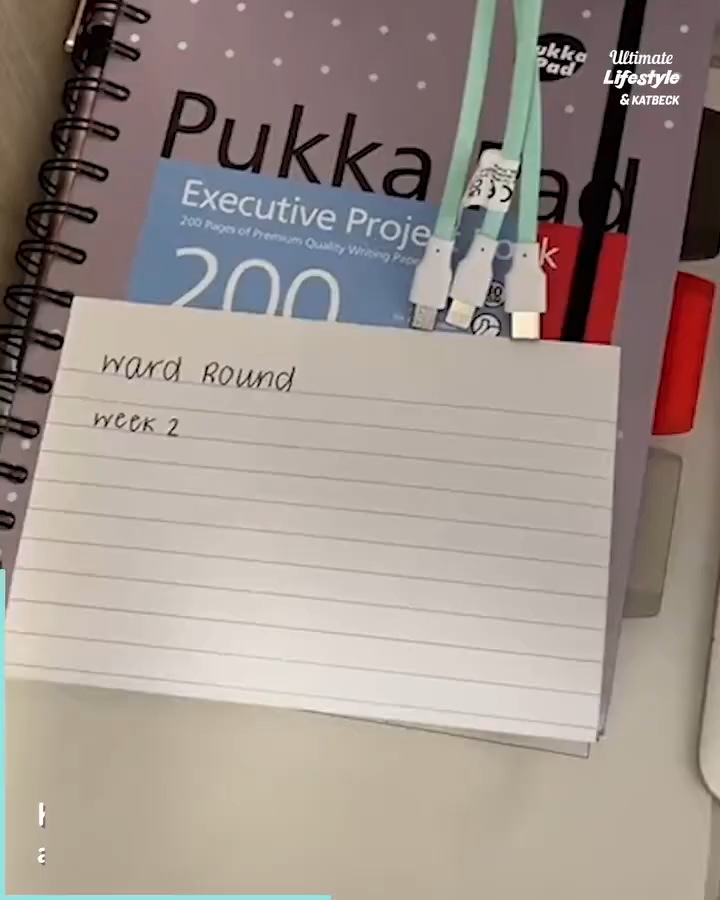 Ultimate
Lifestyle
& KATBECK
ukka
Pad
Pukka Pad
Executive Proje
200 Pages of Premium Quality Writing Pape
200
ward Round
week 2